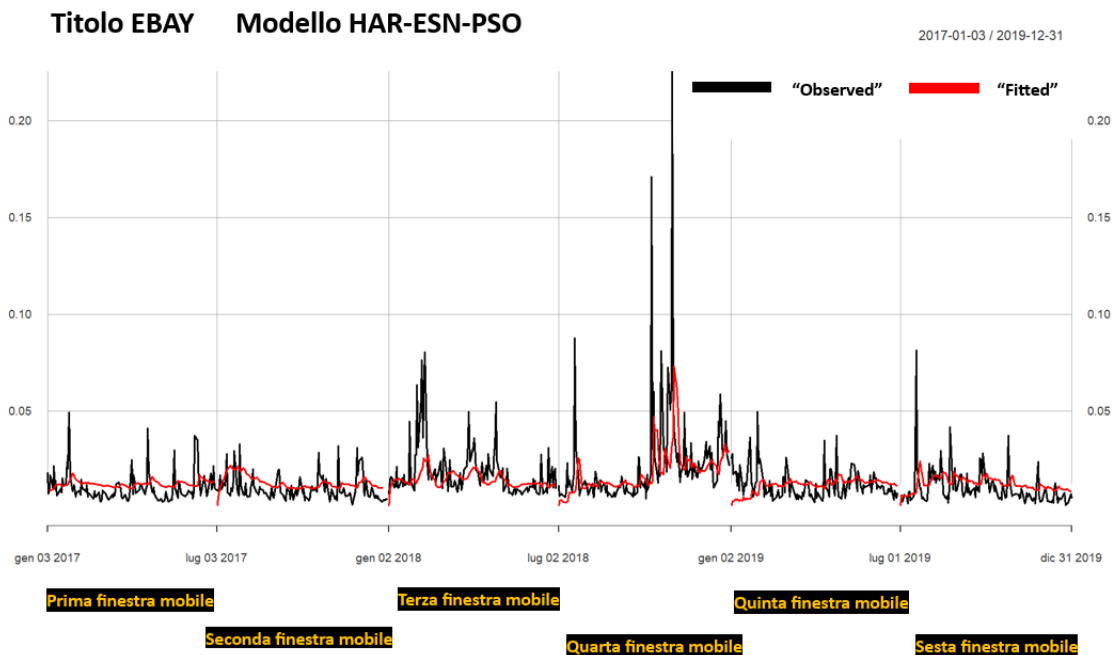 Titolo EBAY Modello HAR-ESN-PSO
2017-01-03 / 2019-12-31
"Observed" "Fitted"
0.20 0.20
0.15 0.15
0.10 0.10
0.05 0.05
gen 03 2017 lug 03 2017 gen 02 2018 lug 02 2018 gen 02 2019 lug 01 2019 dic 31 2019
Prima finestra mobile
Seconda finestra mobile
Terza finestra mobile
Quarta finestra mobile
Quinta finestra mobile
Sesta finestra mobile